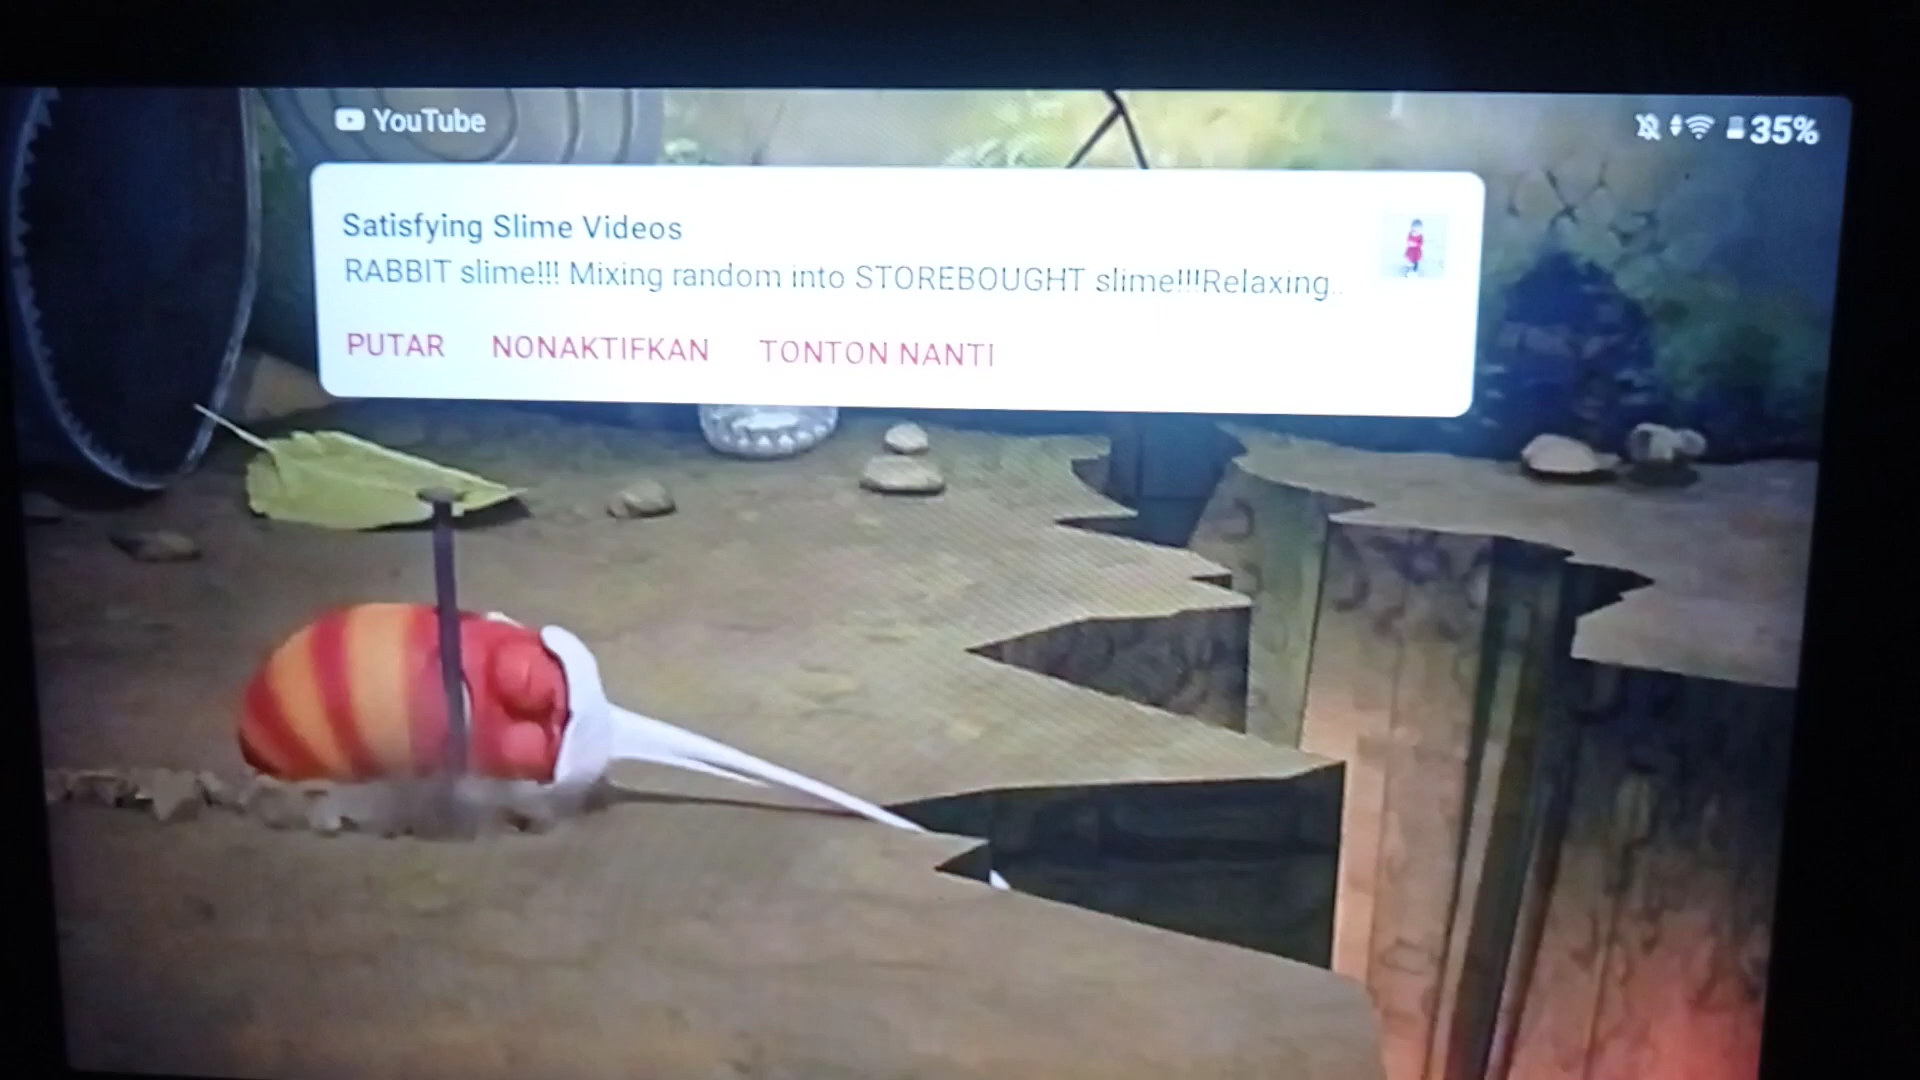 YouTube
35%
Satisfying Slime Videos
RABBIT slime!!! Mixing random into STOREBOUGHT slime!!!Relaxing..
PUTAR NONAKTIFKAN TONTON NANTI